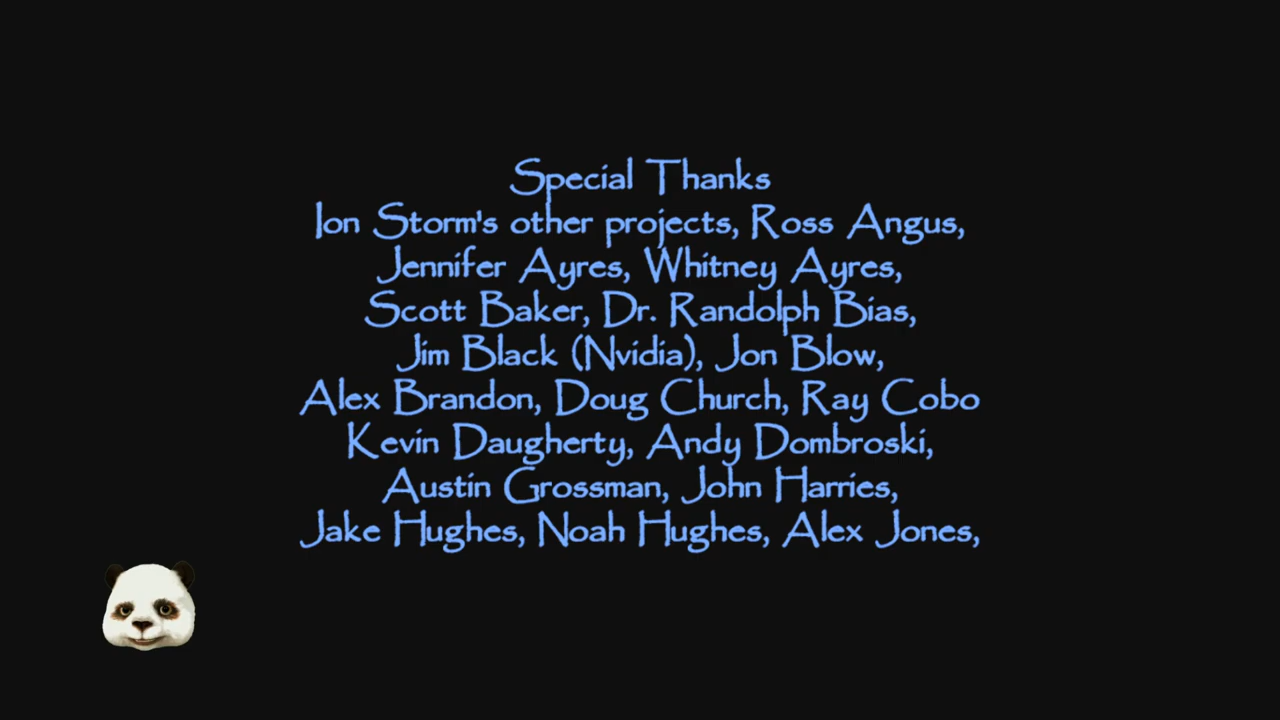 Special Thanks
Ion Storm's other projects, Ross Angus,
Jennifer Ayres, Whitney Ayres,
Scott Baker, Dr. Randolph Bias,
Jim Black (Nvidia), Jon Blow,
Alex Brandon, Doug Church, Ray Cobo
Kevin Daugherty, Andy Dombroski,
Austin Grossman, John Harries,
Jake Hughes, Noah Hughes, Alex Jones,